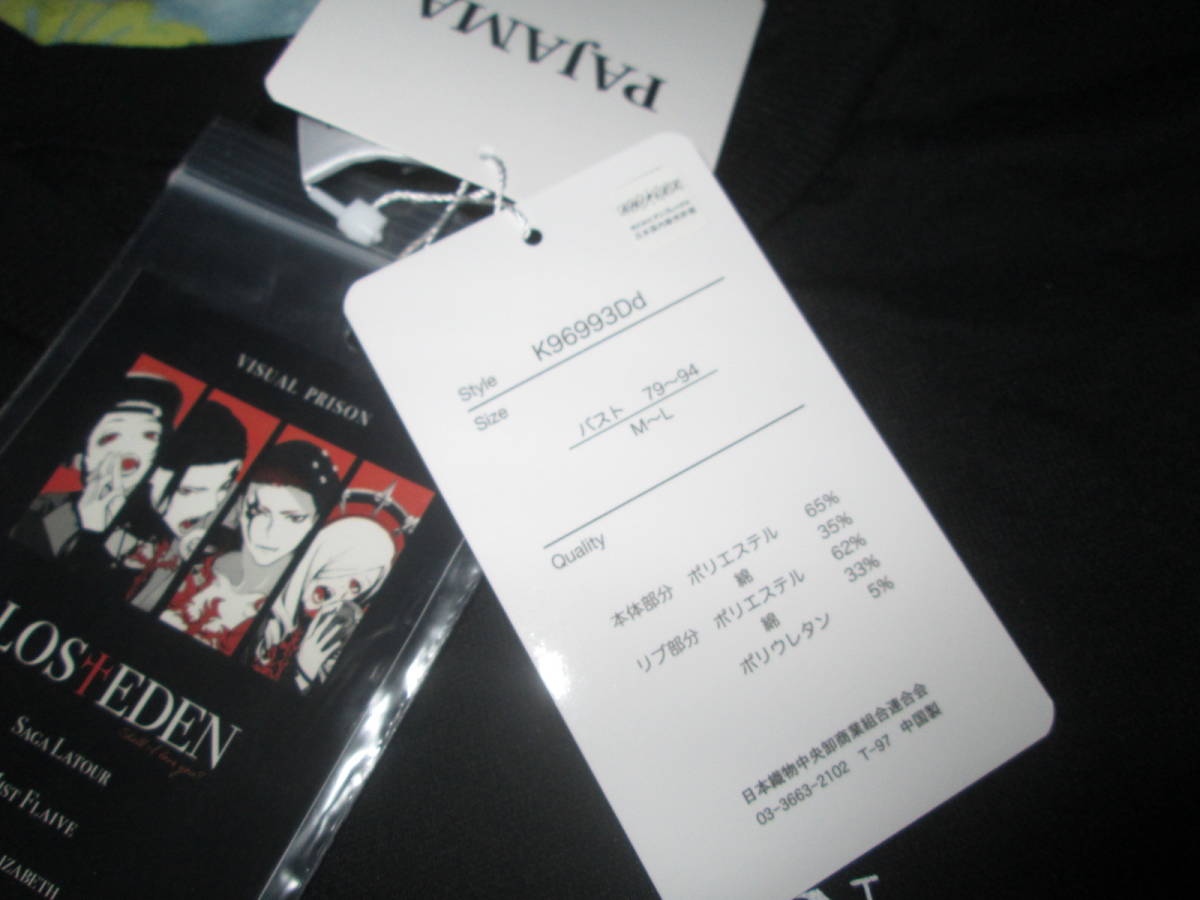 PAJAMA
Style K96993Dd
Size バスト 79～94
M～L
Quality
本体部分 ポリエステル 65%
綿 35%
リブ部分 ポリエステル 62%
綿 33%
ポリウレタン 5%
日本織物中央卸商業組合連合会
03-3663-2102 T-97 中国製
VISUAL PRISON
LOS†EDEN
SAGA LATOUR